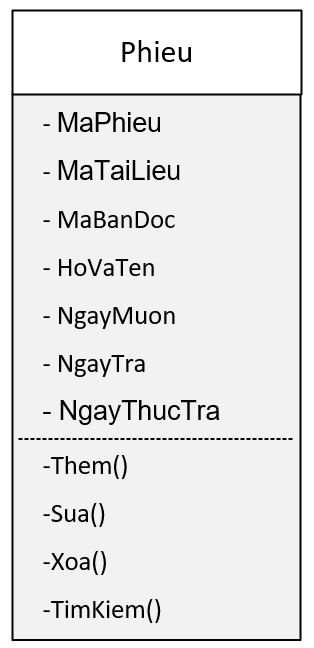 Phieu
- MaPhieu
- MaTaiLieu
- MaBanDoc
- HoVaTen
- NgayMuon
- NgayTra
- NgayThucTra
-Them()
-Sua()
-Xoa()
-TimKiem()